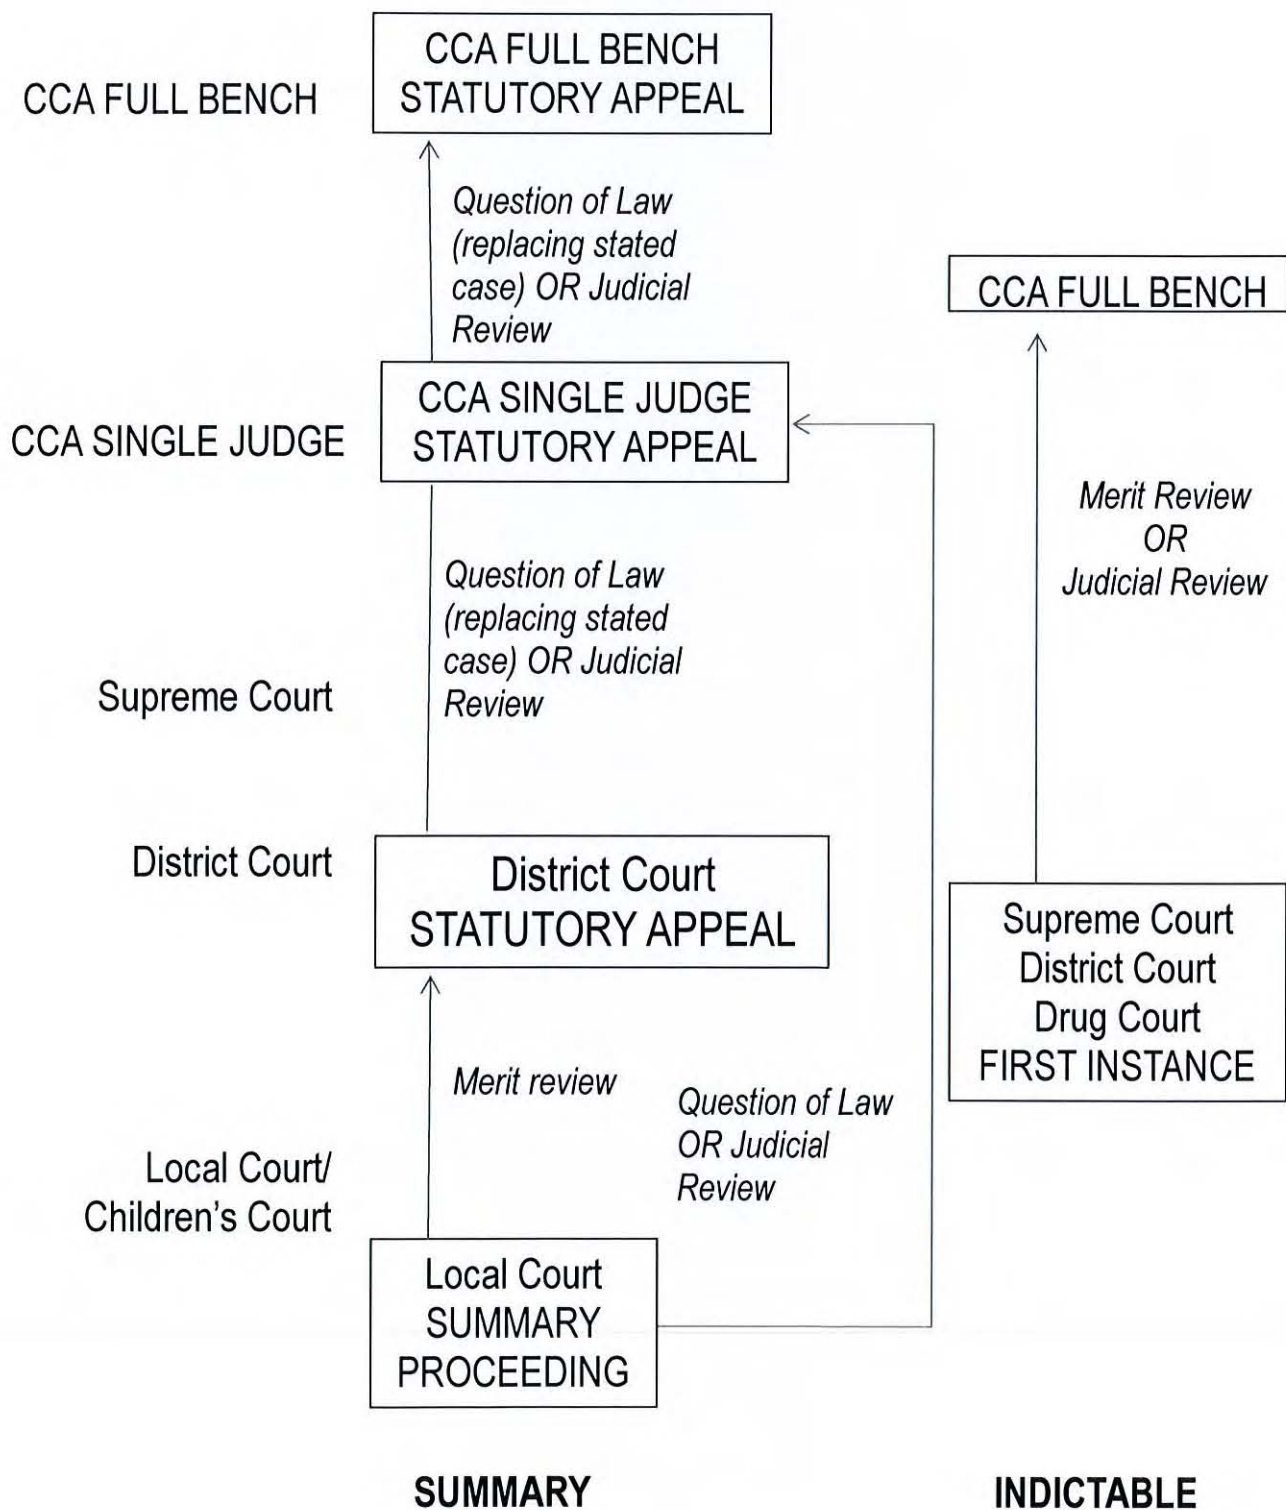 CCA FULL BENCH
CCA FULL BENCH
STATUTORY APPEAL
Question of Law
(replacing stated
case) OR Judicial
Review
CCA FULL BENCH
CCA SINGLE JUDGE
CCA SINGLE JUDGE
STATUTORY APPEAL
Merit Review
OR
Judicial Review
Question of Law
(replacing stated
case) OR Judicial
Review
Supreme Court
District Court
District Court
STATUTORY APPEAL
Supreme Court
District Court
Drug Court
FIRST INSTANCE
Merit review
Question of Law
OR Judicial
Review
Local Court/
Children's Court
Local Court
SUMMARY
PROCEEDING
SUMMARY
INDICTABLE